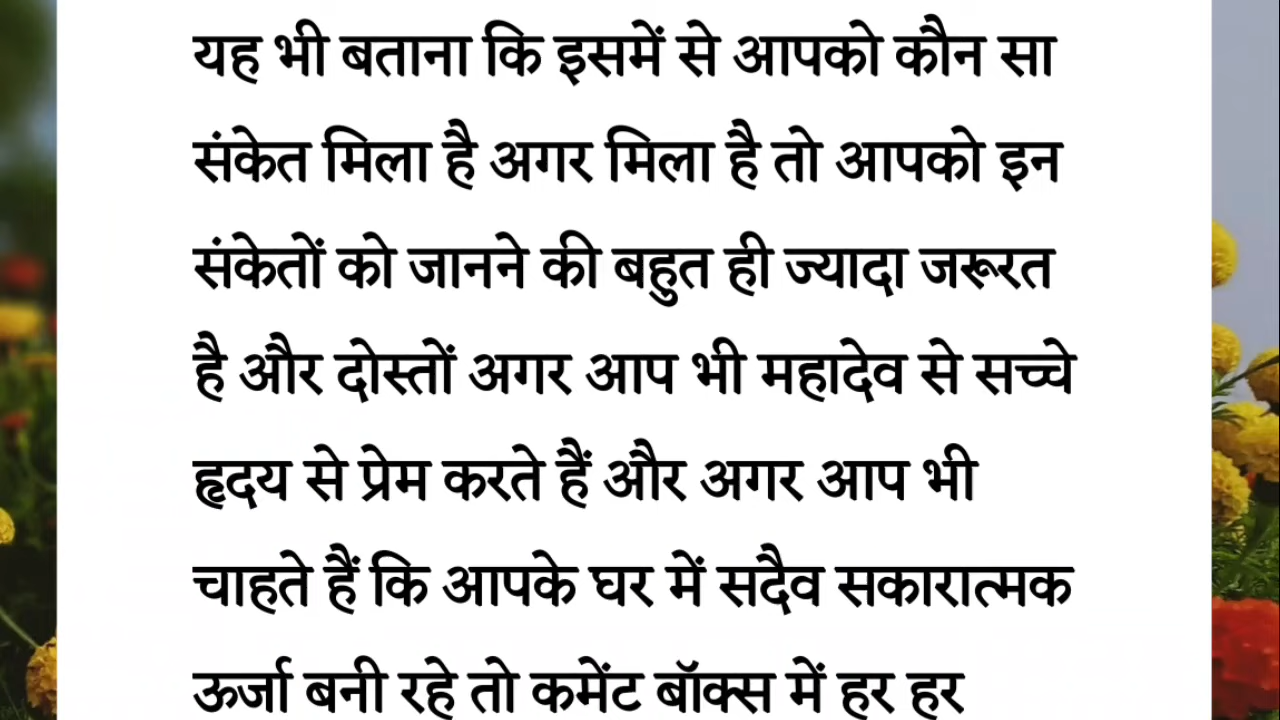 यह भी बताना कि इसमें से आपको कौन सा
संकेत मिला है अगर मिला है तो आपको इन
संकेतों को जानने की बहुत ही ज्यादा जरूरत
है और दोस्तों अगर आप भी महादेव से सच्चे
हृदय से प्रेम करते हैं और अगर आप भी
चाहते हैं कि आपके घर में सदैव सकारात्मक
ऊर्जा बनी रहे तो कमेंट बॉक्स में हर हर